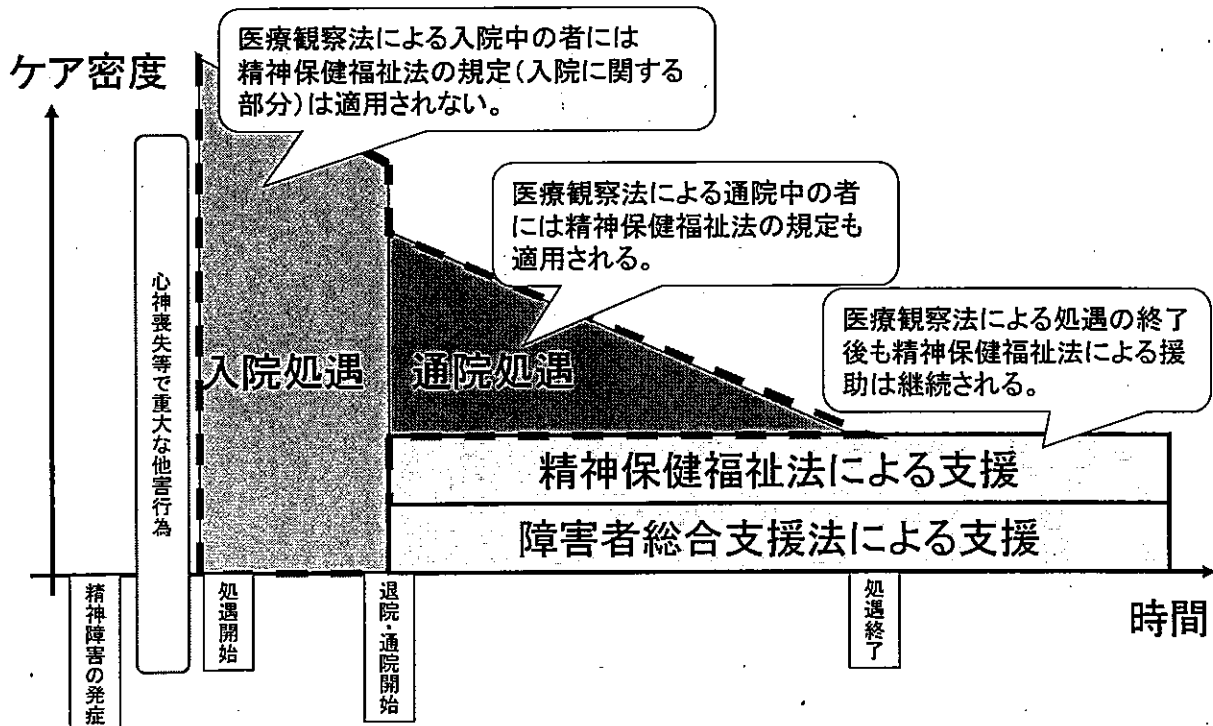 ケア密度
医療観察法による入院中の者には
精神保健福祉法の規定(入院に関する
部分)は適用されない。
医療観察法による通院中の者
には精神保健福祉法の規定も
適用される。
医療観察法による処遇の終了
後も精神保健福祉法による援
助は継続される。
心神喪失等で重大な他害行為
入院処遇
通院処遇
精神保健福祉法による支援
障害者総合支援法による支援
精神障害の発症
処遇開始
退院・通院開始
処遇終了
時間